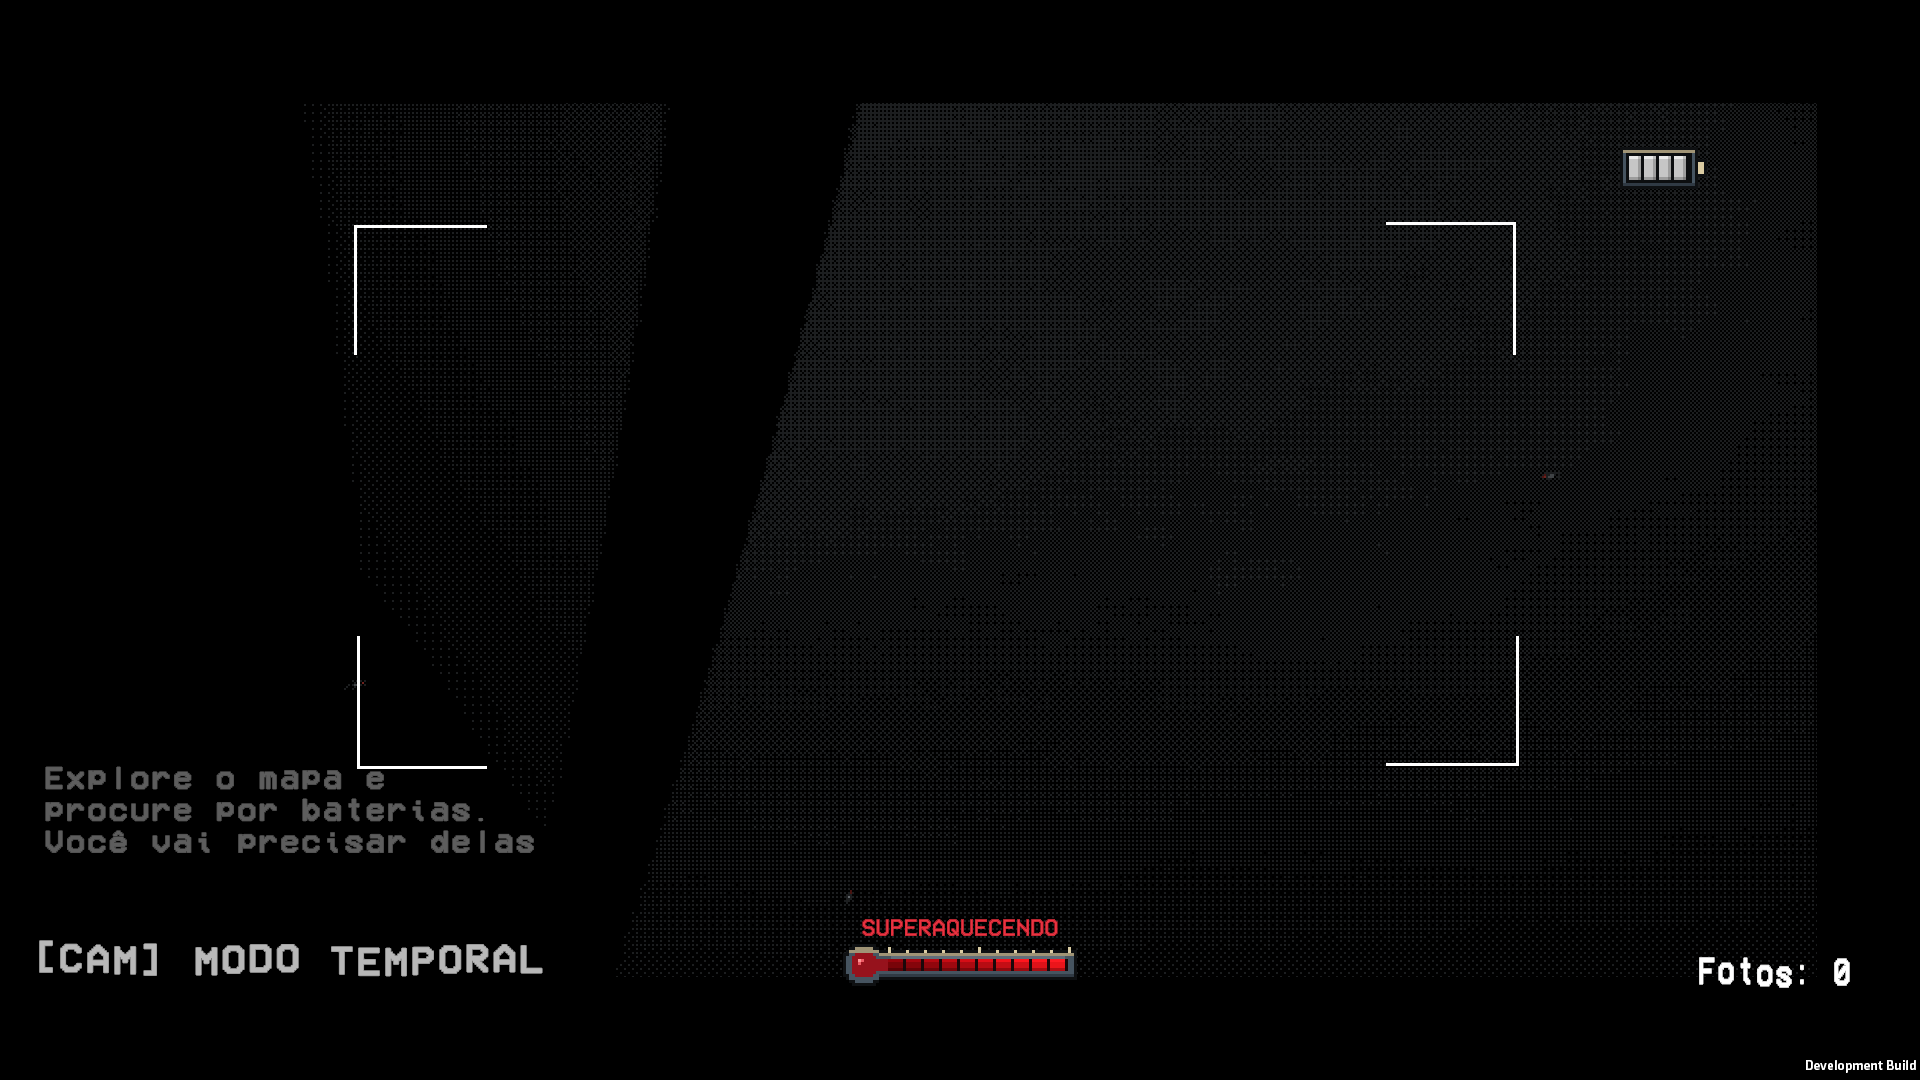 Explore o mapa e
procure por baterias.
Você vai precisar delas
[CAM] MODO TEMPORAL
SUPERAQUECENDO
Fotos: 0
Development Build